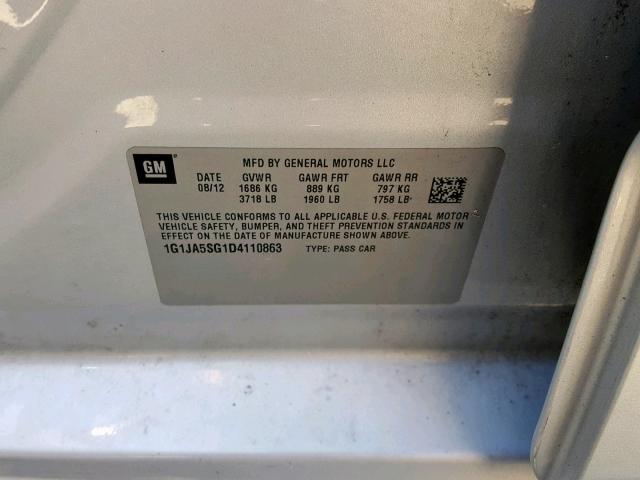 GM
MFD BY GENERAL MOTORS LLC
DATE GVWR GAWR FRT GAWR RR
08/12 1686 KG 889 KG 797 KG
3718 LB 1960 LB 1758 LB
THIS VEHICLE CONFORMS TO ALL APPLICABLE U.S. FEDERAL MOTOR
VEHICLE SAFETY, BUMPER, AND THEFT PREVENTION STANDARDS
IN EFFECT ON THE DATE OF MANUFACTURE SHOWN ABOVE.
1G1JA5SG1D4110863 TYPE: PASS CAR